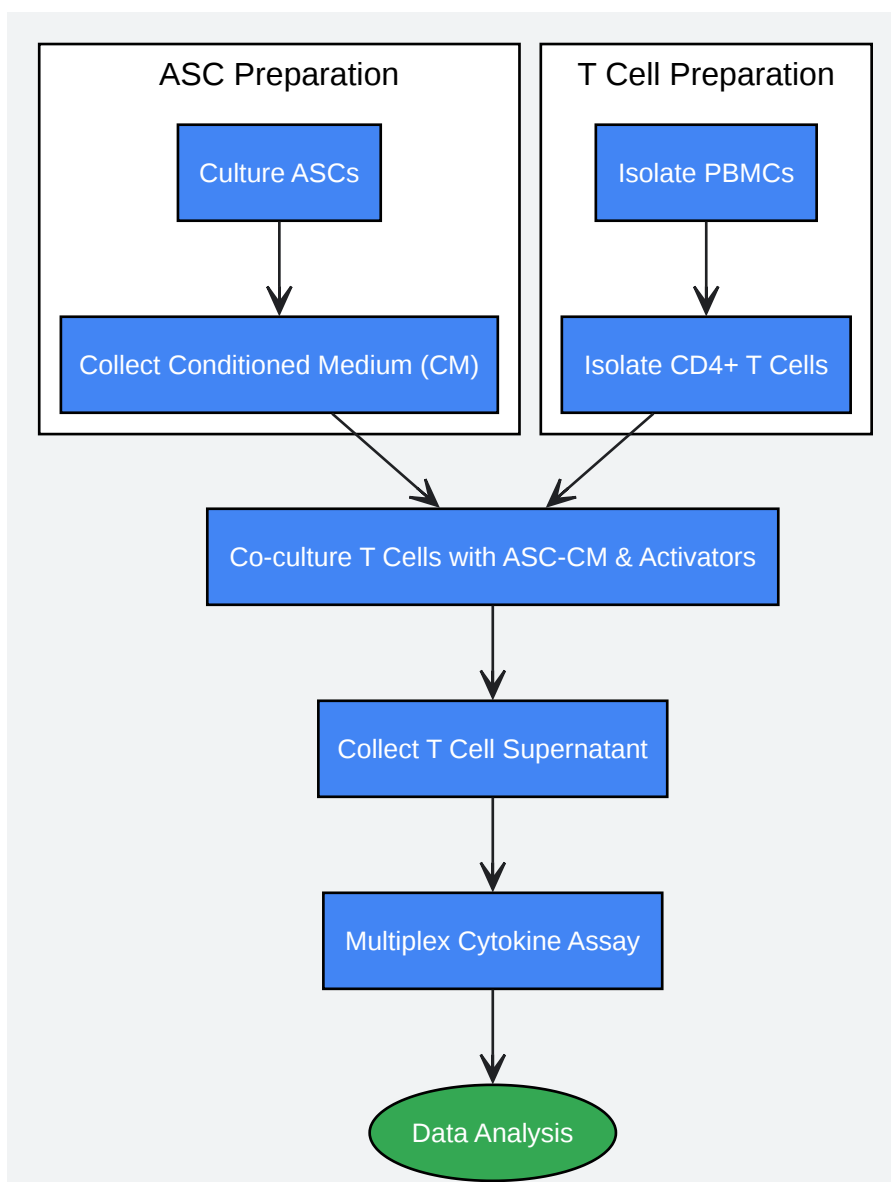 ASC Preparation
Culture ASCs
Collect Conditioned Medium (CM)
T Cell Preparation
Isolate PBMCs
Isolate CD4+ T Cells
Co-culture T Cells with ASC-CM & Activators
Collect T Cell Supernatant
Multiplex Cytokine Assay
Data Analysis